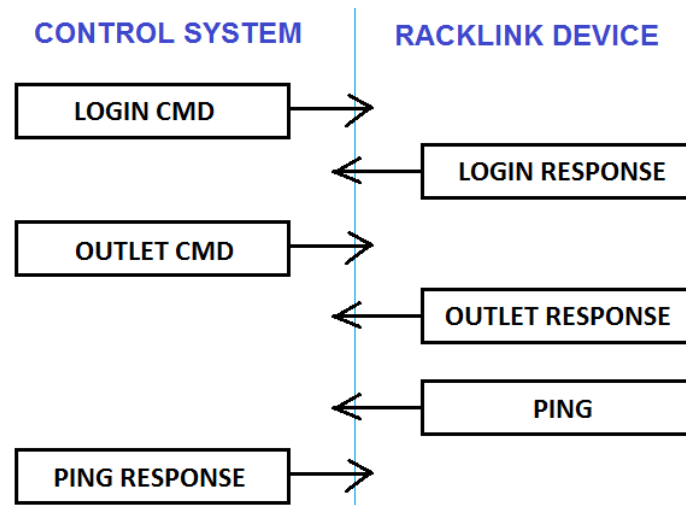 CONTROL SYSTEM
RACKLINK DEVICE
LOGIN CMD
LOGIN RESPONSE
OUTLET CMD
OUTLET RESPONSE
PING
PING RESPONSE